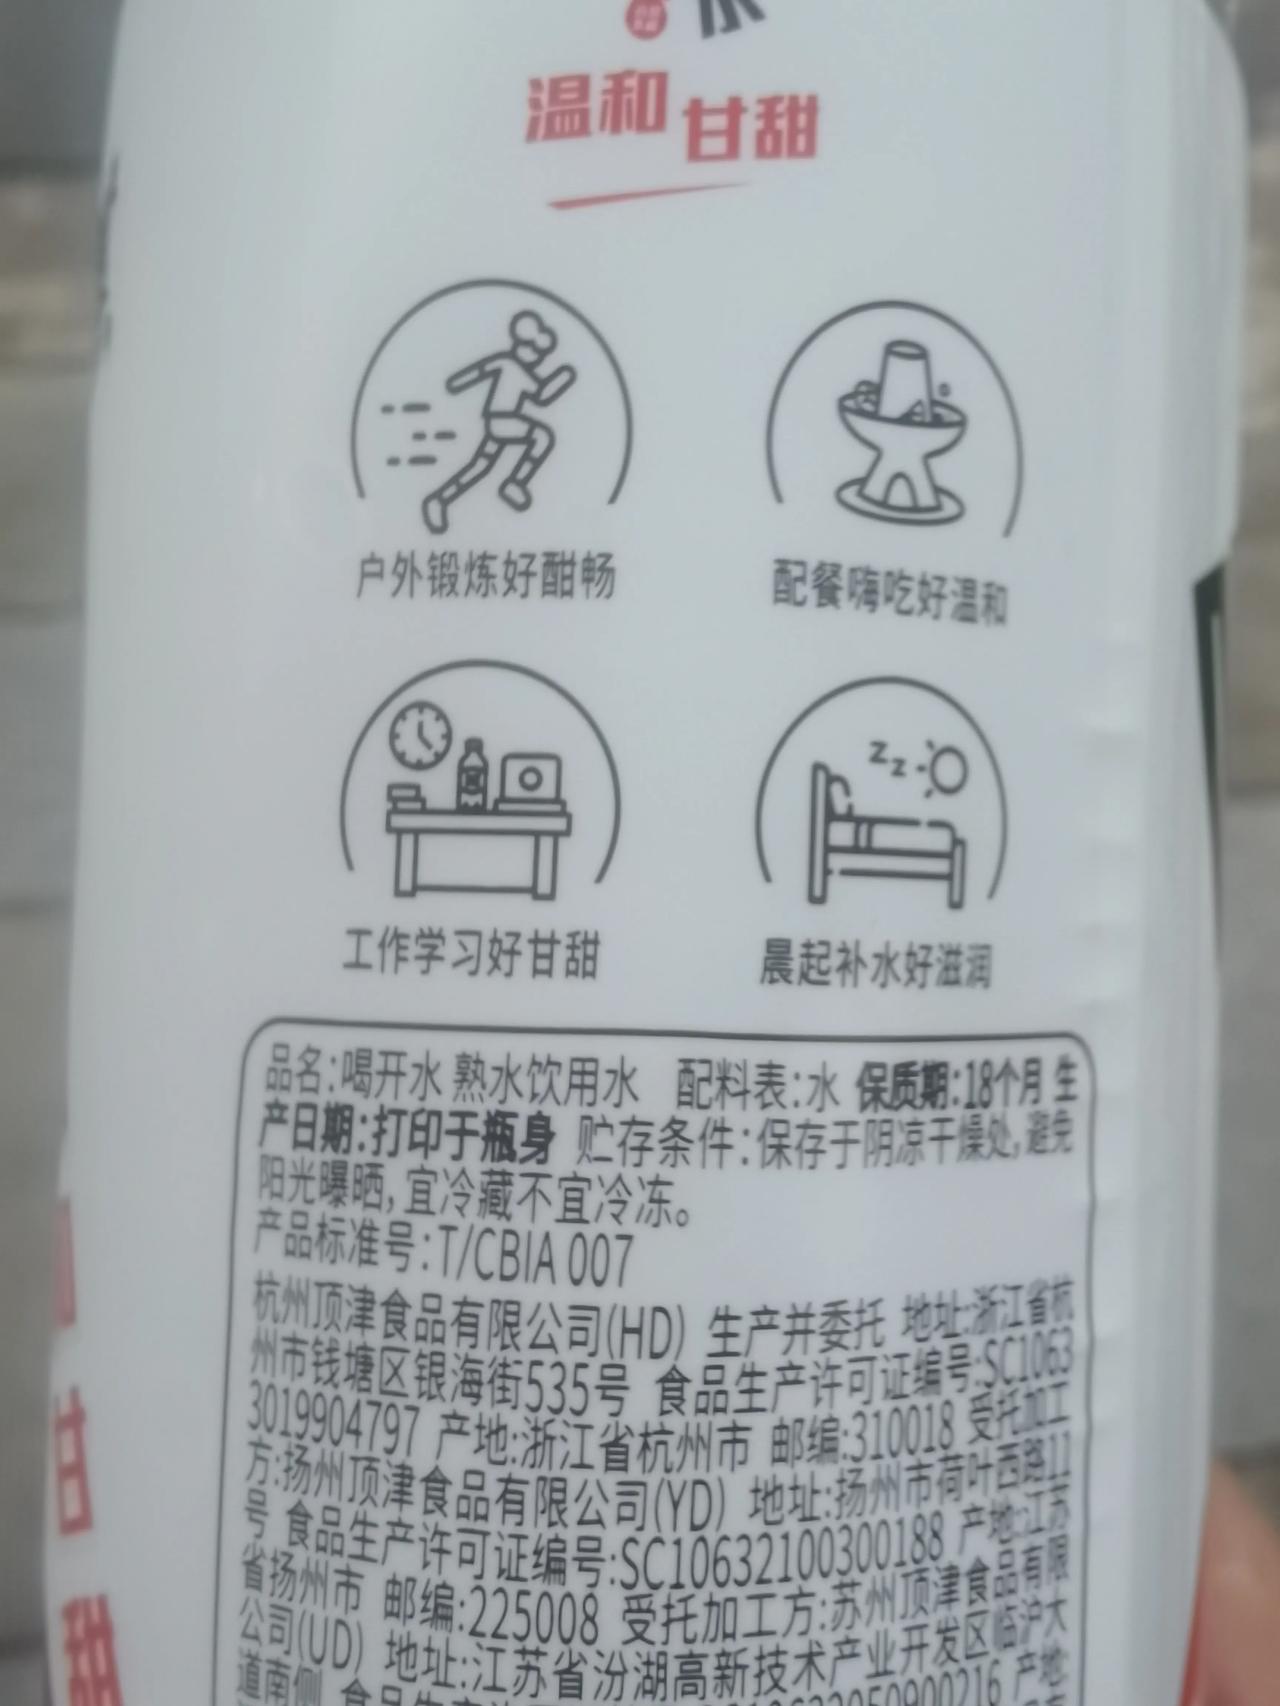 水
温和甘甜
户外锻炼好酣畅
配餐嗨吃好温和
工作学习好甘甜
晨起补水好滋润
品名:喝开水 熟水饮用水 配料表:水 保质期:18个月 生
产日期:打印于瓶身 贮存条件:保存于阴凉干燥处,避免
阳光曝晒,宜冷藏不宜冷冻。
产品标准号:T/CBIA 007
杭州顶津食品有限公司(HD) 生产并委托 地址:浙江省杭
州市钱塘区银海街535号 食品生产许可证编号:SC1063
3019904797 产地:浙江省杭州市 邮编:310018 受托加工
方:扬州顶津食品有限公司(YD) 地址:扬州市荷叶西路11
号 食品生产许可证编号:SC10632100300188 产地:江苏
省扬州市 邮编:225008 受托加工方:苏州顶津食品有限
公司(UD) 地址:江苏省汾湖高新技术产业开发区临沪大
道南侧 食品生产许 产地:
甘
甜